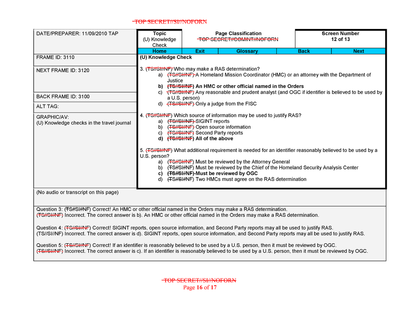 TOP SECRET//SI//NOFORN
DATE/PREPARER: 11/09/2010 TAP
Topic
(U) Knowledge
Check
Page Classification
TOP SECRET//COMINT//NOFORN
Screen Number
12 of 13
Home Exit Glossary Back Next
FRAME ID: 3110
(U) Knowledge Check
NEXT FRAME ID: 3120
3. (TS//SI//NF) Who may make a RAS determination?
a) (TS//SI//NF) A Homeland Mission Coordinator (HMC) or an attorney with the Department of
Justice
b) (TS//SI//NF) An HMC or other official named in the Orders
c) (TS//SI//NF) Any reasonable and prudent analyst (and OGC if identifier is believed to be used by
a U.S. person)
d) (TS//SI//NF) Only a judge from the FISC
BACK FRAME ID: 3100
ALT TAG:
GRAPHIC/AV:
(U) Knowledge checks in the travel journal
4. (TS//SI//NF) Which source of information may be used to justify RAS?
a) (TS//SI//NF) SIGINT reports
b) (TS//SI//NF) Open source information
c) (TS//SI//NF) Second Party reports
d) (TS//SI//NF) All of the above
5. (TS//SI//NF) What additional requirement is needed for an identifier reasonably believed to be used by a
U.S. person?
a) (TS//SI//NF) Must be reviewed by the Attorney General
b) (TS//SI//NF) Must be reviewed by the Chief of the Homeland Security Analysis Center
c) (TS//SI//NF) Must be reviewed by OGC
d) (TS//SI//NF) Two HMCs must agree on the RAS determination
(No audio or transcript on this page)
Question 3: (TS//SI//NF) Correct! An HMC or other official named in the Orders may make a RAS determination.
(TS//SI//NF) Incorrect. The correct answer is b). An HMC or other official named in the Orders may make a RAS determination.
Question 4: (TS//SI//NF) Correct! SIGINT reports, open source information, and Second Party reports may all be used to justify RAS.
(TS//SI//NF) Incorrect. The correct answer is d). SIGINT reports, open source information, and Second Party reports may all be used to justify RAS.
Question 5: (TS//SI//NF) Correct! If an identifier is reasonably believed to be used by a U.S. person, then it must be reviewed by OGC.
(TS//SI//NF) Incorrect. The correct answer is c). If an identifier is reasonably believed to be used by a U.S. person, then it must be reviewed by OGC.
TOP SECRET//SI//NOFORN
Page 16 of 17